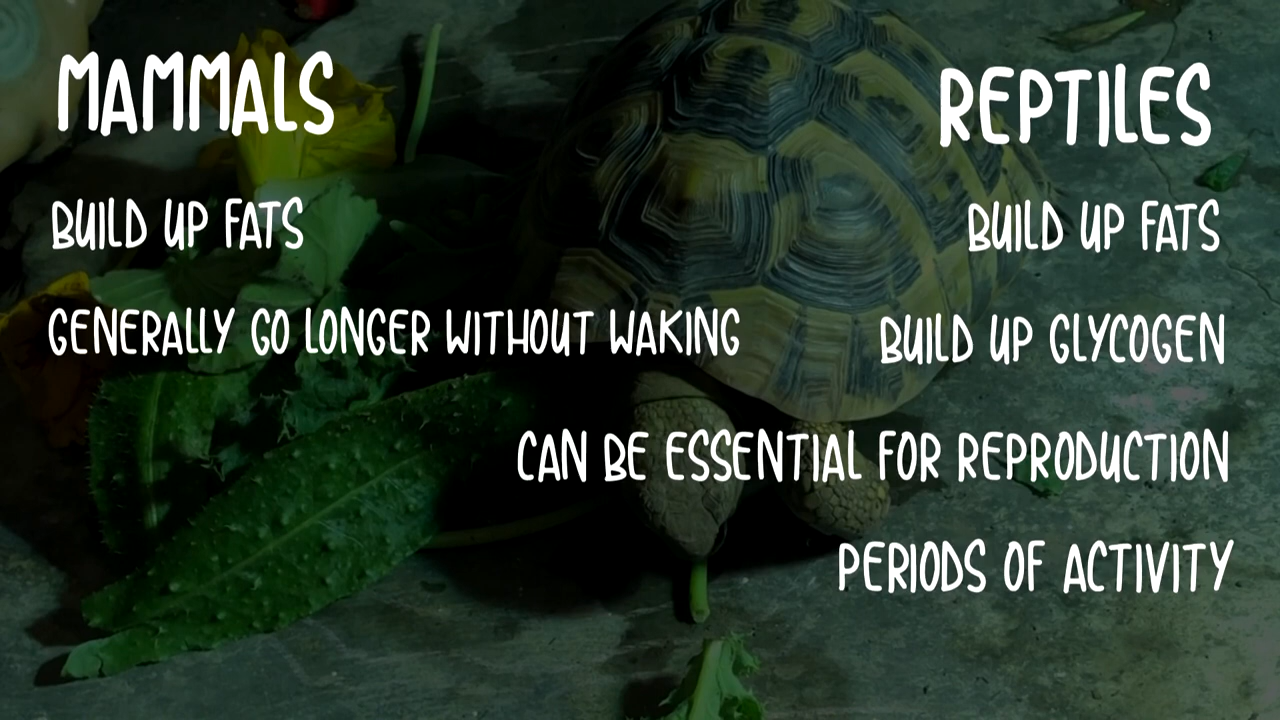 MAMMALS
BUILD UP FATS
GENERALLY GO LONGER WITHOUT WAKING
REPTILES
BUILD UP FATS
BUILD UP GLYCOGEN
CAN BE ESSENTIAL FOR REPRODUCTION
PERIODS OF ACTIVITY